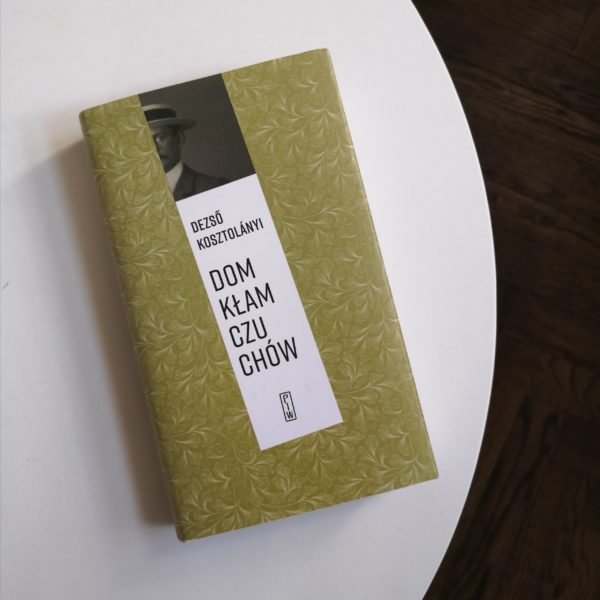 DEZSŐ
KOSZTOLÁNYI
DOM
KŁAM
CZU
CHÓW
P
I
W